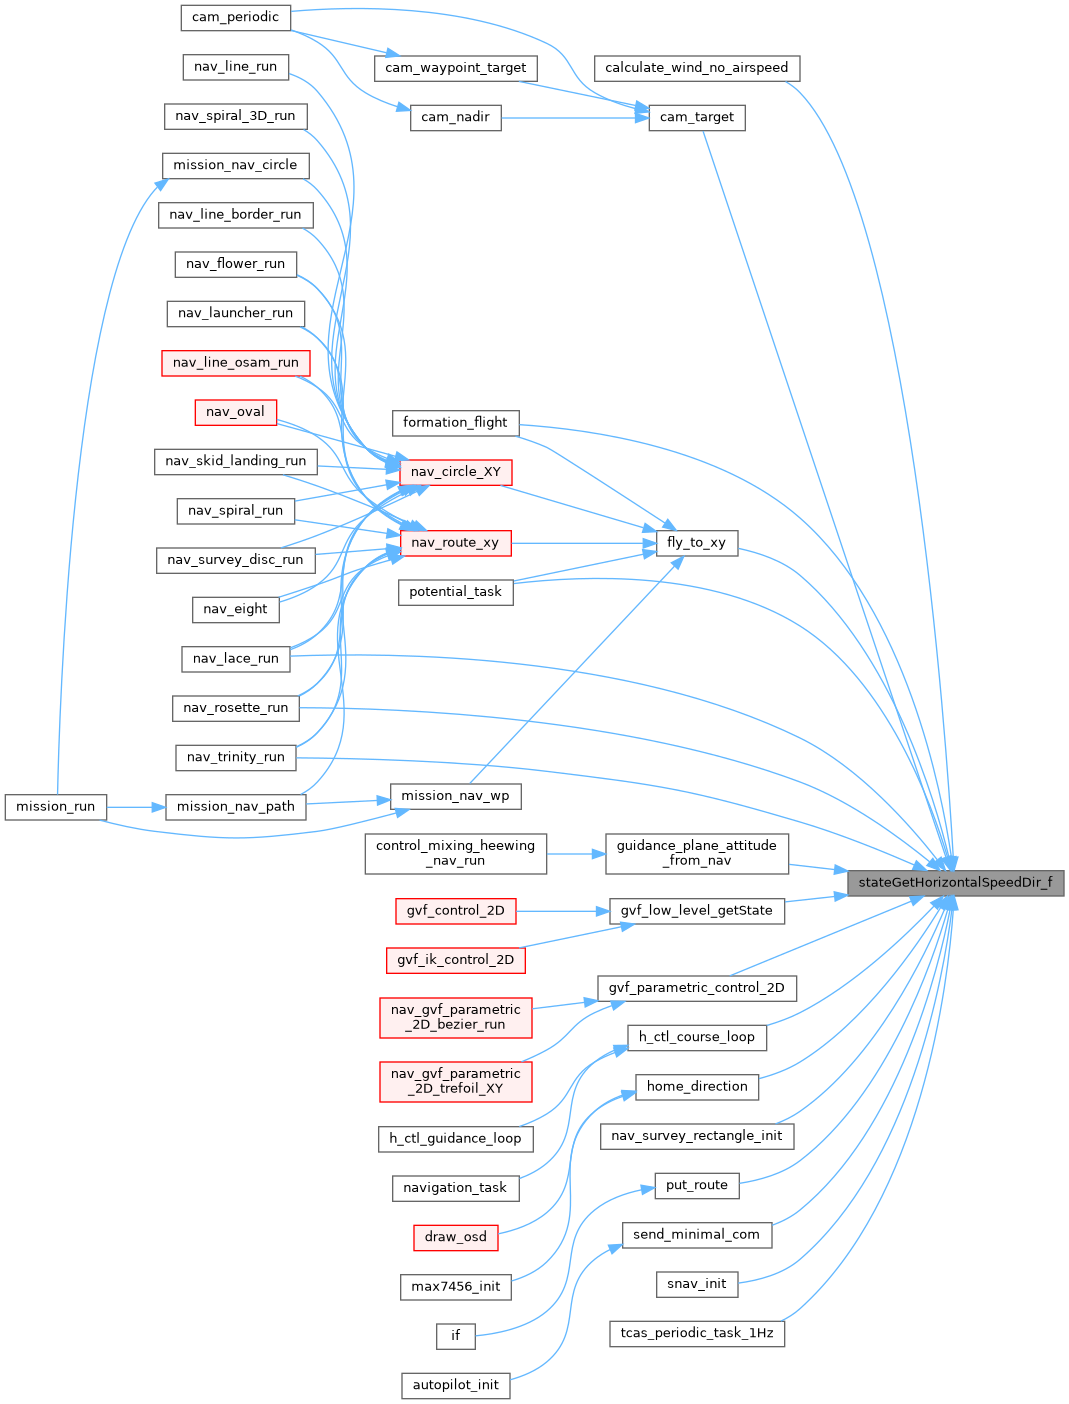 cam_periodic
nav_line_run
cam_waypoint_target
calculate_wind_no_airspeed
nav_spiral_3D_run
cam_nadir
cam_target
mission_nav_circle
nav_line_border_run
nav_flower_run
nav_launcher_run
nav_line_osam_run
nav_oval
formation_flight
nav_skid_landing_run
nav_circle_XY
nav_spiral_run
nav_route_xy
fly_to_xy
nav_survey_disc_run
potential_task
nav_eight
nav_lace_run
nav_rosette_run
nav_trinity_run
mission_run
mission_nav_path
mission_nav_wp
control_mixing_heewing
_nav_run
guidance_plane_attitude
_from_nav
stateGetHorizontalSpeedDir_f
gvf_control_2D
gvf_low_level_getState
gvf_ik_control_2D
gvf_parametric_control_2D
nav_gvf_parametric
_2D_bezier_run
h_ctl_course_loop
nav_gvf_parametric
_2D_trefoil_XY
home_direction
h_ctl_guidance_loop
nav_survey_rectangle_init
navigation_task
put_route
draw_osd
send_minimal_com
max7456_init
snav_init
if
tcas_periodic_task_1Hz
autopilot_init